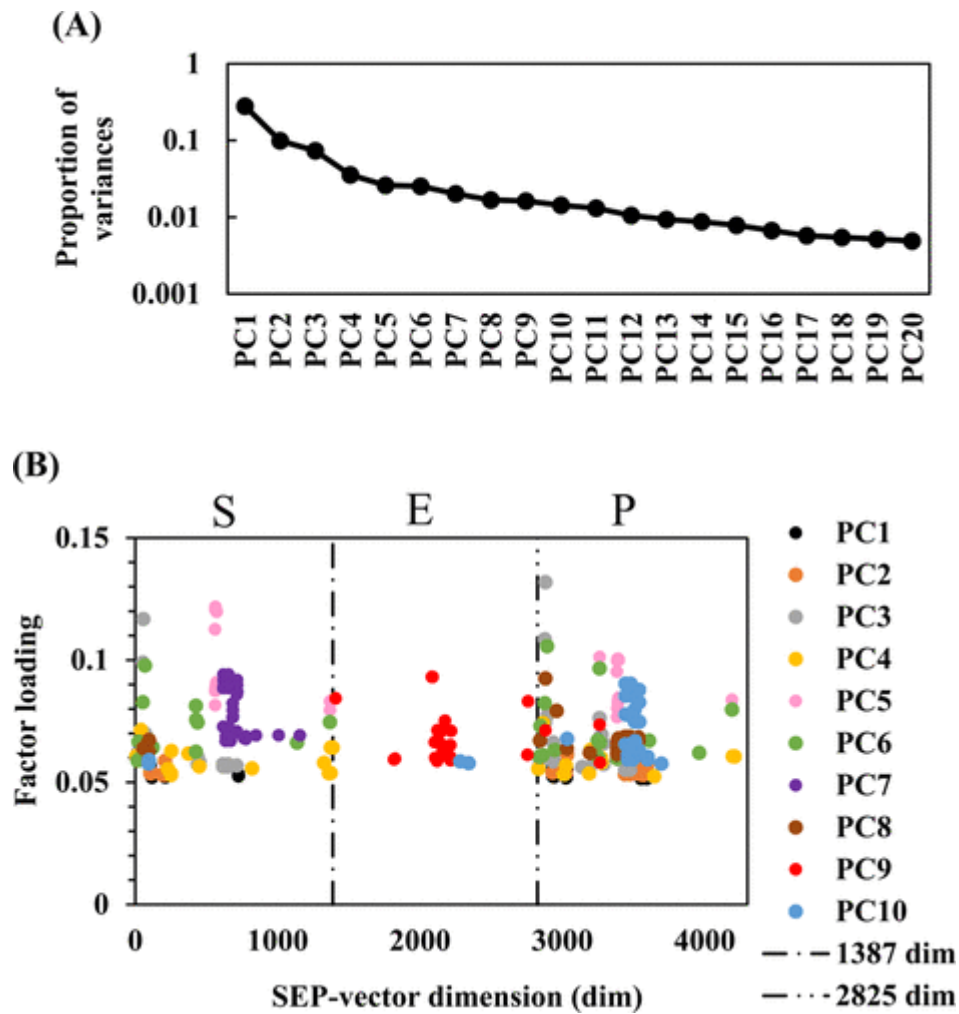 (A)
Proportion of
variances
1
0.1
0.01
0.001
PC1
PC2
PC3
PC4
PC5
PC6
PC7
PC8
PC9
PC10
PC11
PC12
PC13
PC14
PC15
PC16
PC17
PC18
PC19
PC20
(B)
S
E
P
Factor loading
0.15
0.1
0.05
0
0
1000
2000
3000
4000
SEP-vector dimension (dim)
PC1
PC2
PC3
PC4
PC5
PC6
PC7
PC8
PC9
PC10
1387 dim
2825 dim